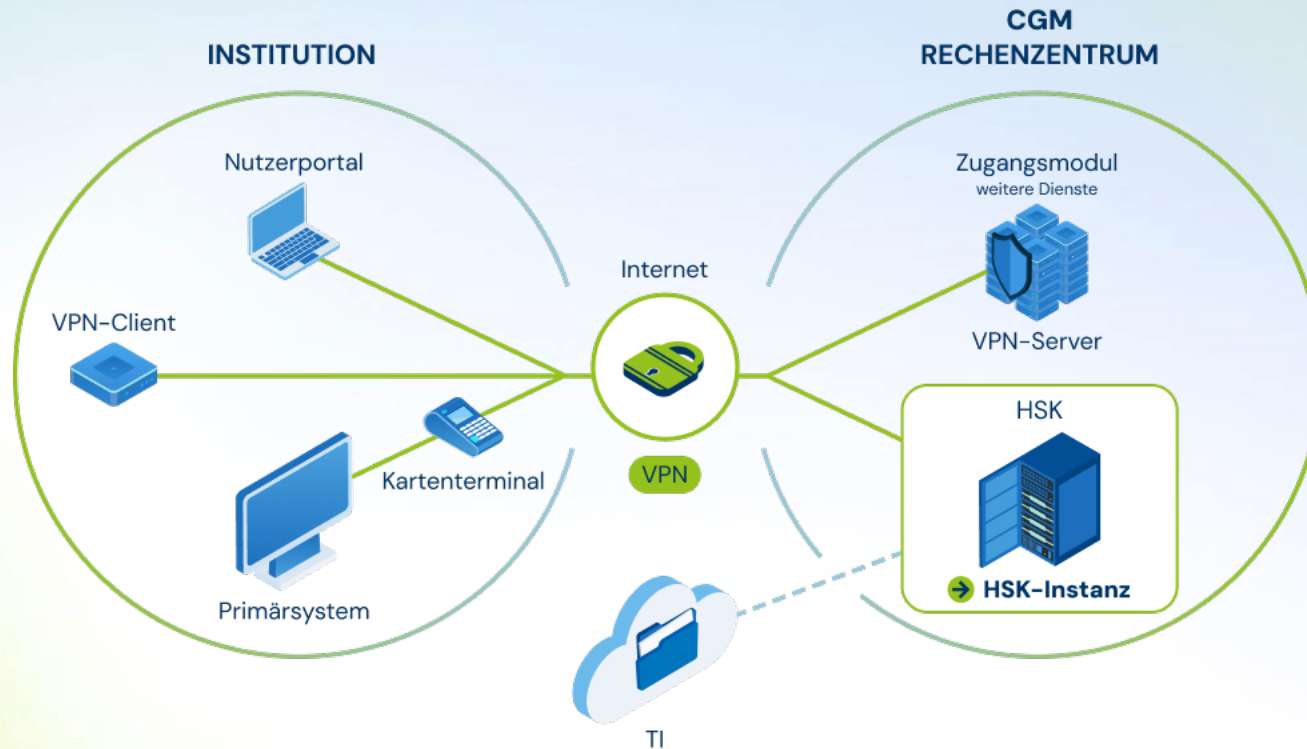 INSTITUTION
CGM
RECHENZENTRUM
Nutzerportal
Zugangsmodul
weitere Dienste
Internet
VPN-Client
VPN-Server
HSK
Kartenterminal
VPN
HSK-Instanz
Primärsystem
TI